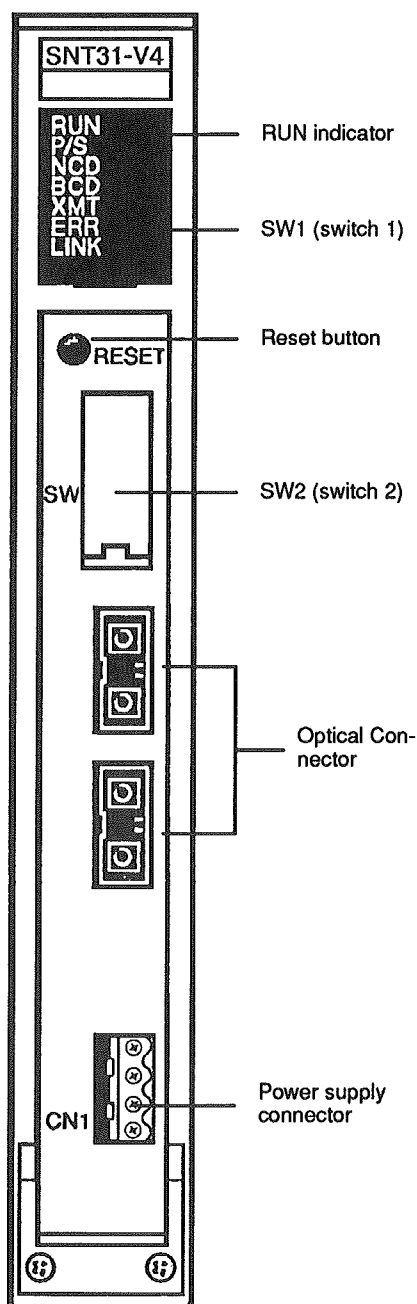 SNT31-V4
RUN
P/S
NCD
BCD
XMT
ERR
LINK
RUN indicator
SW1 (switch 1)
RESET
Reset button
SW
SW2 (switch 2)
Optical Con-
nector
CN1
Power supply
connector